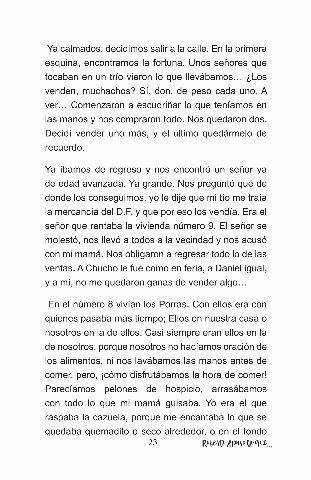 Ya calmados, decidimos salir a la calle. En la primera
esquina, encontramos la fortuna. Unos señores que
tocaban en un trío vieron lo que llevábamos… ¿Los
venden, muchachos? Sí, don, de peso cada uno. A
ver… Comenzaron a escudriñar lo que teníamos en
las manos y nos compraron todo. Nos quedaron dos.
Decidí vender uno más, y el último quedármelo de
recuerdo.
Ya íbamos de regreso y nos encontró un señor ya
de edad avanzada. Ya grande. Nos preguntó qué de
donde los conseguimos, yo le dije que mi tío me traía
la mercancía del D.F. y que por eso los vendía. Era el
señor que rentaba la vivienda número 9. El señor se
molestó, nos llevó a todos a la vecindad y nos acusó
con mi mamá. Nos obligaron a regresar todo lo de las
ventas. A Chucho le fue como en feria, a Daniel igual,
y a mí, no me quedaron ganas de vender algo…
En el número 8 vivían los Porras. Con ellos era con
quienes pasaba más tiempo; Ellos en nuestra casa o
nosotros en la de ellos. Casi siempre eran ellos en la
de nosotros, porque nosotros no hacíamos oración de
los alimentos, ni nos lavábamos las manos antes de
comer, pero, ¡cómo disfrutábamos la hora de comer!
Parecíamos pelones de hospicio, arrasábamos
con todo lo que mi mamá guisaba. Yo era el que
raspaba la cazuela, porque me encantaba lo que se
quedaba quemadito o seco alrededor, o en el fondo
23